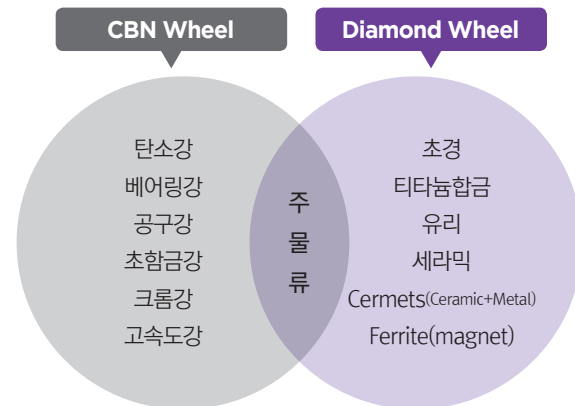 CBN Wheel
Diamond Wheel
탄소강
베어링강
공구강
초함금강
크롬강
고속도강
주
물
류
초경
티타늄합금
유리
세라믹
Cermets(Ceramic+Metal)
Ferrite(magnet)